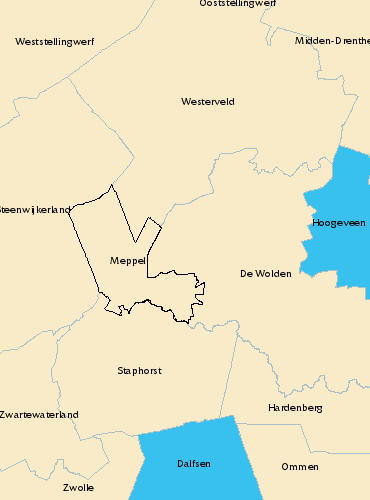 Ooststellingwerf
Weststellingwerf
Midden-Drenthe
Westerveld
Steenwijkerland
Hoogeveen
Meppel
De Wolden
Staphorst
Hardenberg
Zwartewaterland
Dalfsen
Ommen
Zwolle